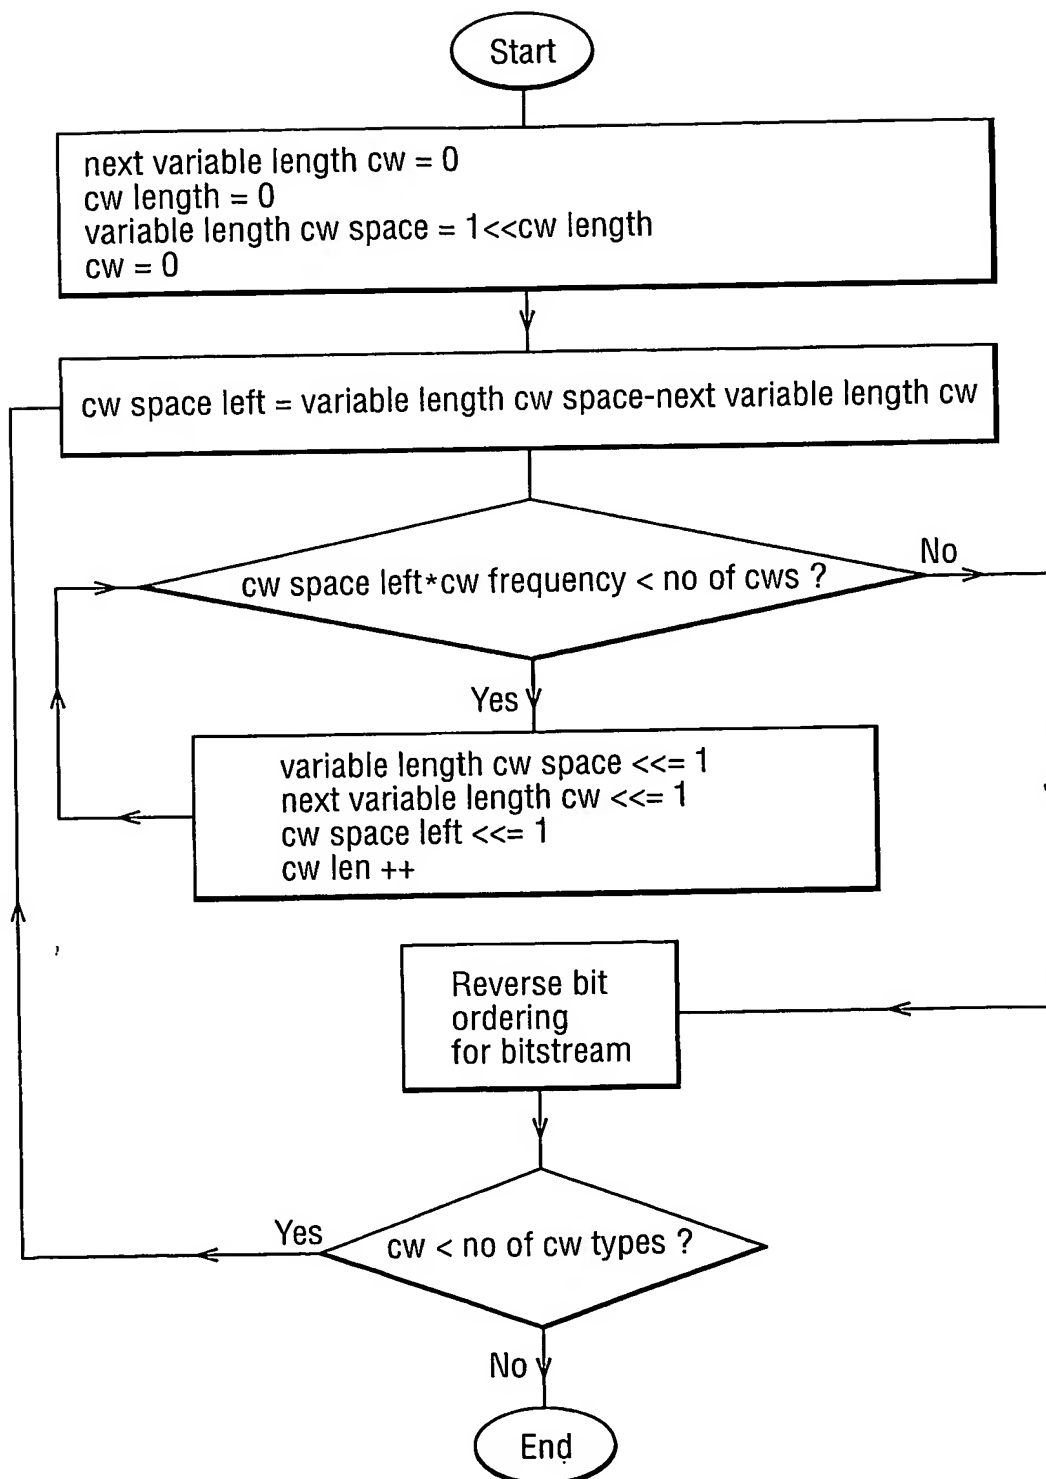 Start
next variable length cw = 0
cw length = 0
variable length cw space = 1<<cw length
cw = 0
cw space left = variable length cw space-next variable length cw
cw space left*cw frequency < no of cws ?
No
Yes
variable length cw space <<= 1
next variable length cw <<= 1
cw space left <<= 1
cw len ++
Reverse bit
ordering
for bitstream
Yes
cw < no of cw types ?
No
End